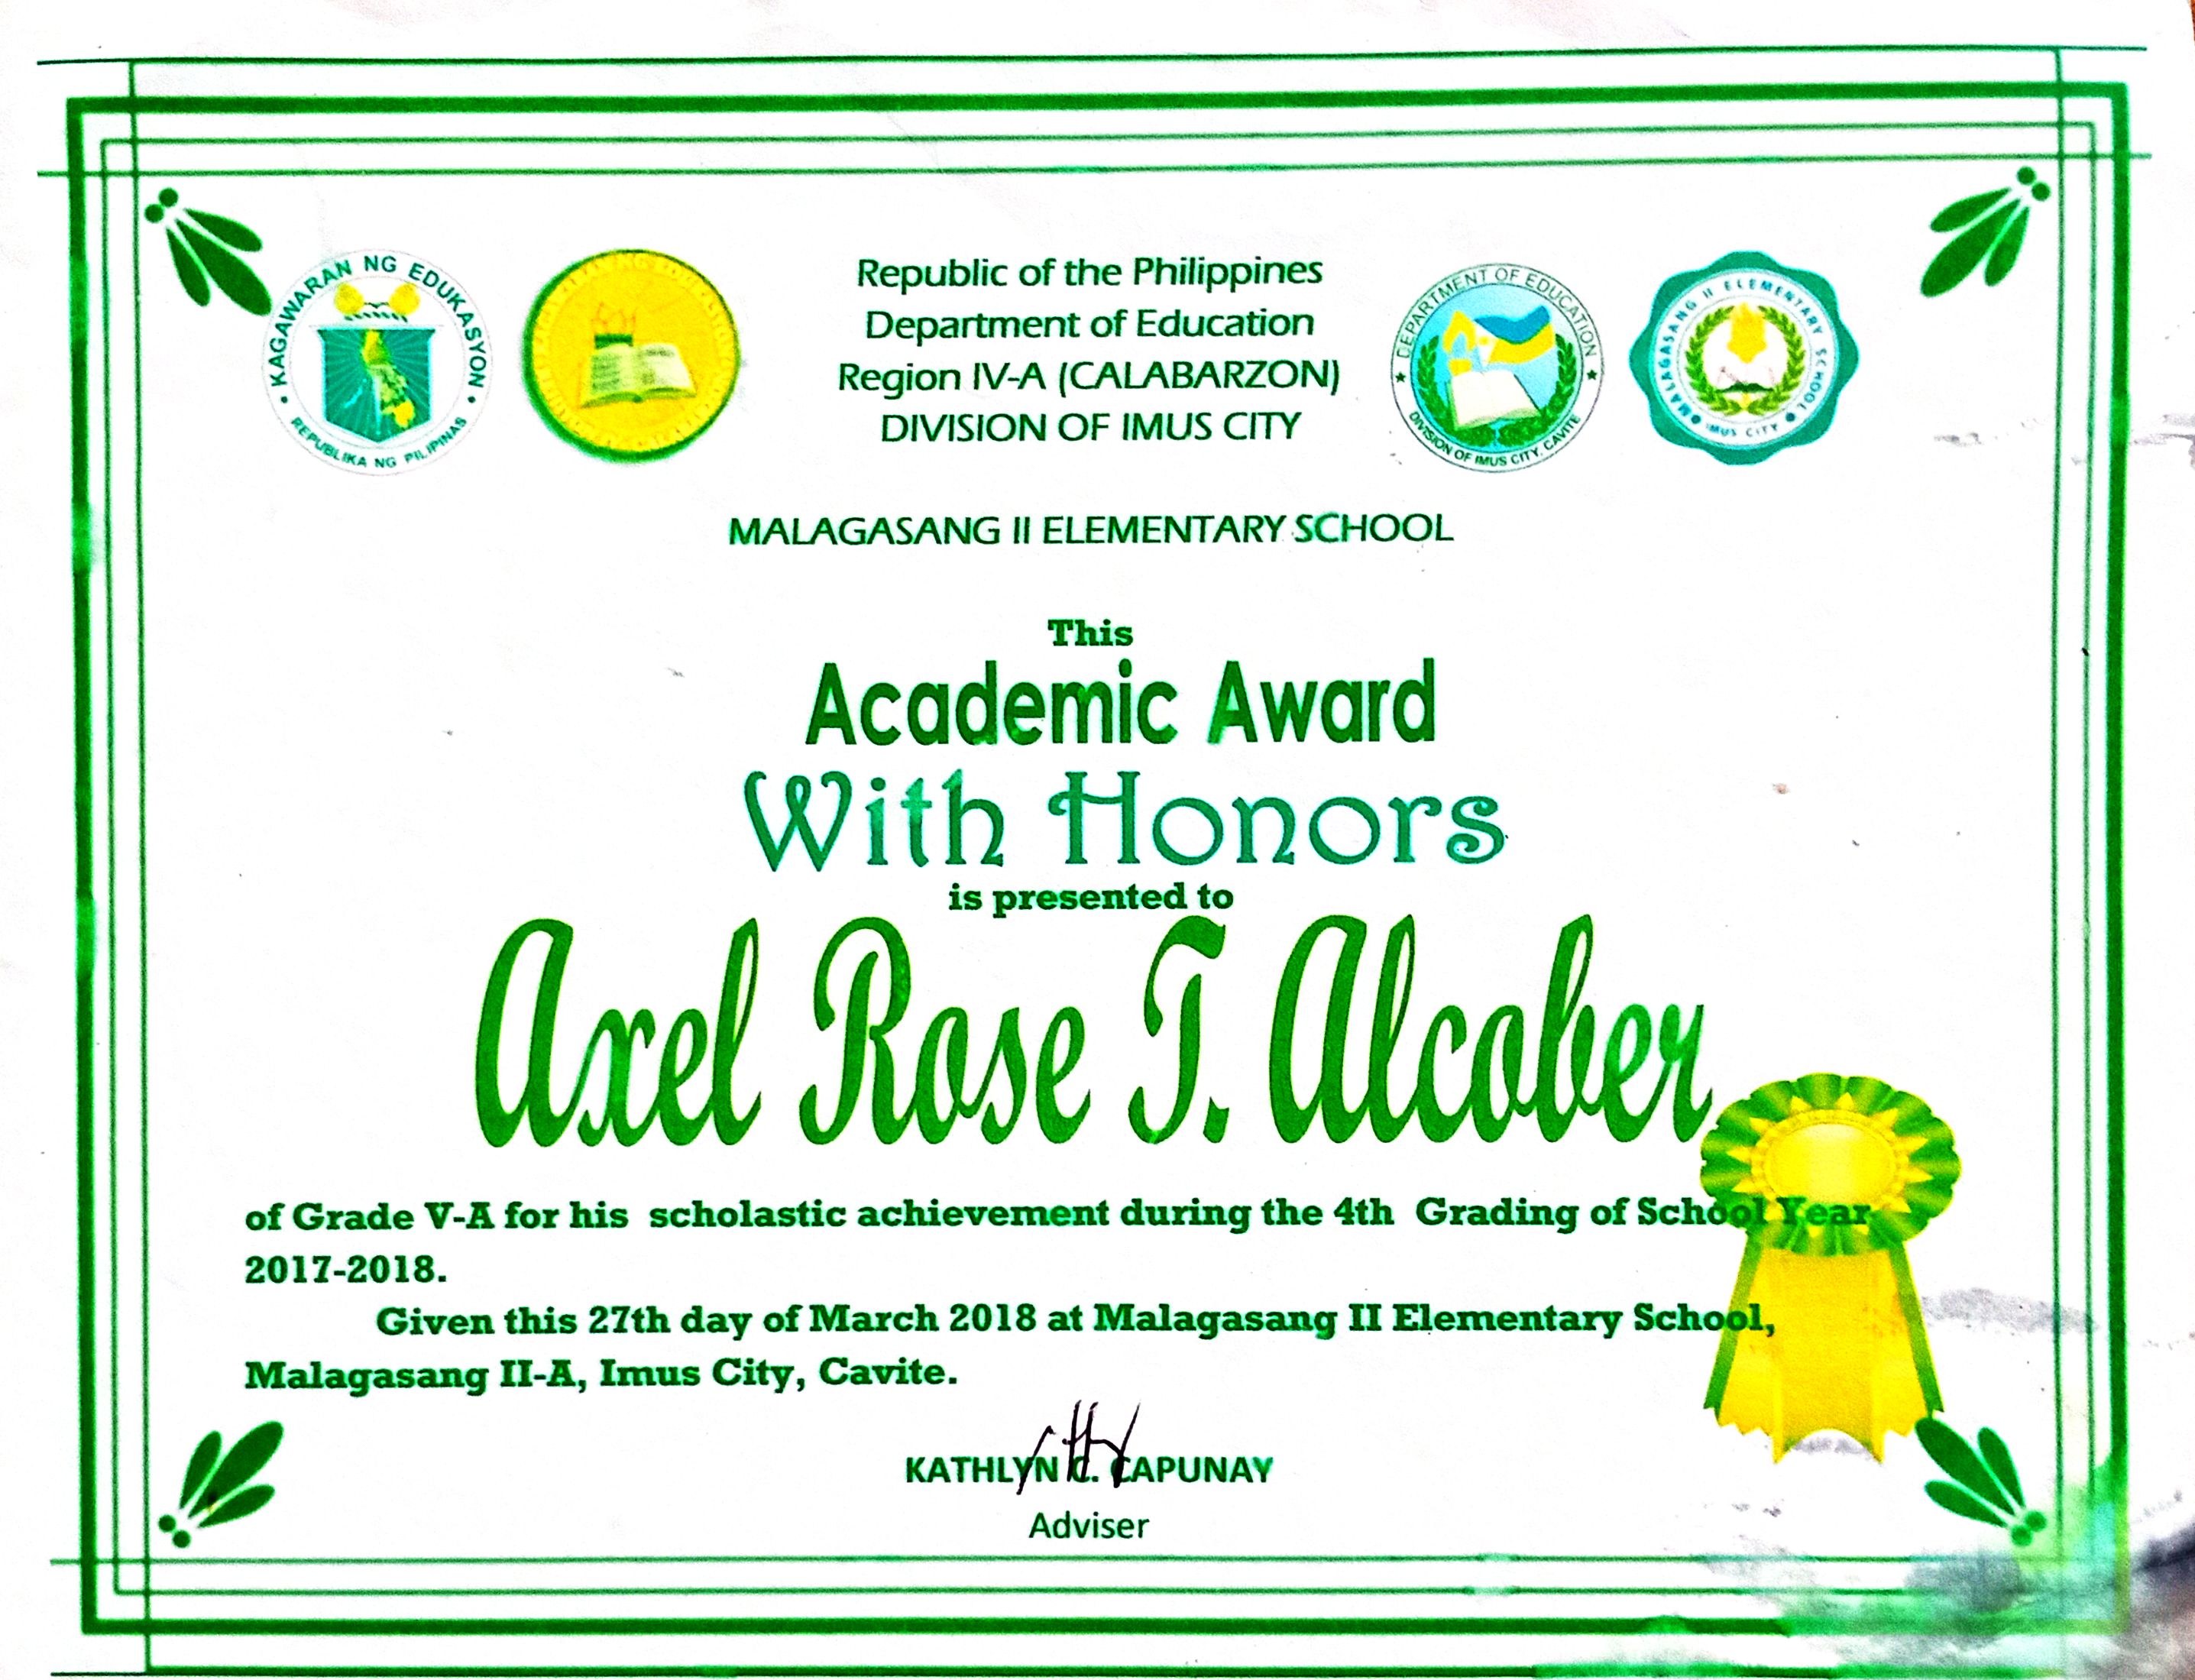 KAGAWARAN NG EDUKASYON
REPUBLIKA NG PILIPINAS
Republic of the Philippines
Department of Education
Region IV-A (CALABARZON)
DIVISION OF IMUS CITY
DEPARTMENT OF EDUCATION
DIVISION OF IMUS CITY, CAVITE
MALAGASANG II ELEMENTARY SCHOOL
IMUS CITY
MALAGASANG II ELEMENTARY SCHOOL
This
Academic Award
With Honors
is presented to
Axel Rose T. Alcober
of Grade V-A for his scholastic achievement during the 4th Grading of School Year
2017-2018.
Given this 27th day of March 2018 at Malagasang II Elementary School,
Malagasang II-A, Imus City, Cavite.
KATHLYN C. CAPUNAY
Adviser